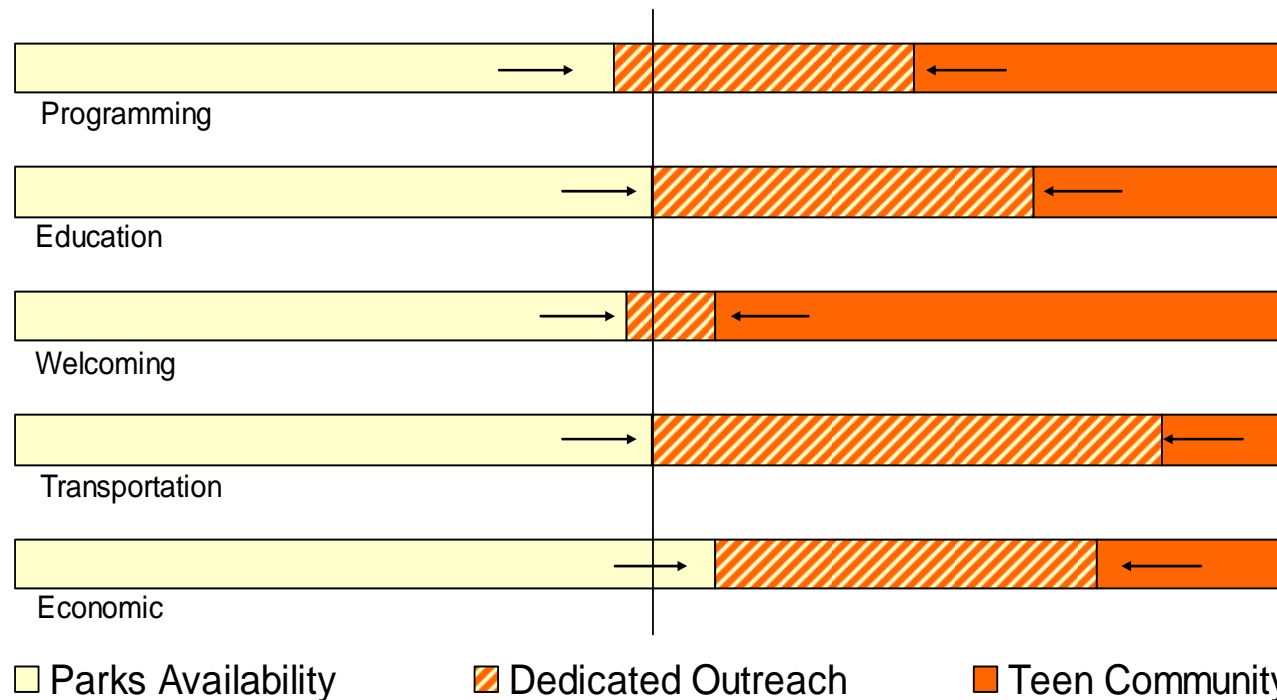 Programming
Education
Welcoming
Transportation
Economic
Parks Availability Dedicated Outreach Teen Community